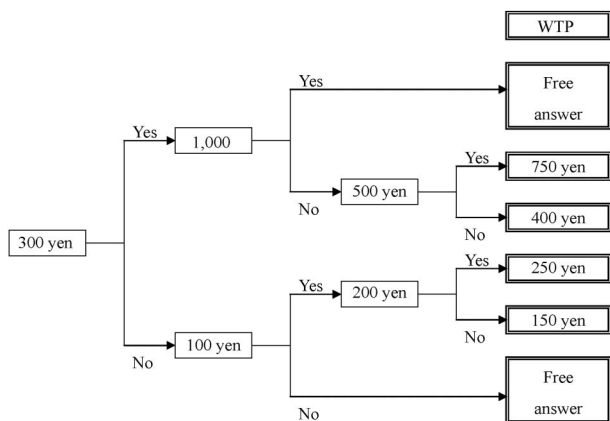 WTP
Free
answer
Yes
Yes
1,000
Yes
750 yen
500 yen
No
400 yen
No
300 yen
Yes
250 yen
Yes
200 yen
150 yen
No
100 yen
No
Free
answer
No